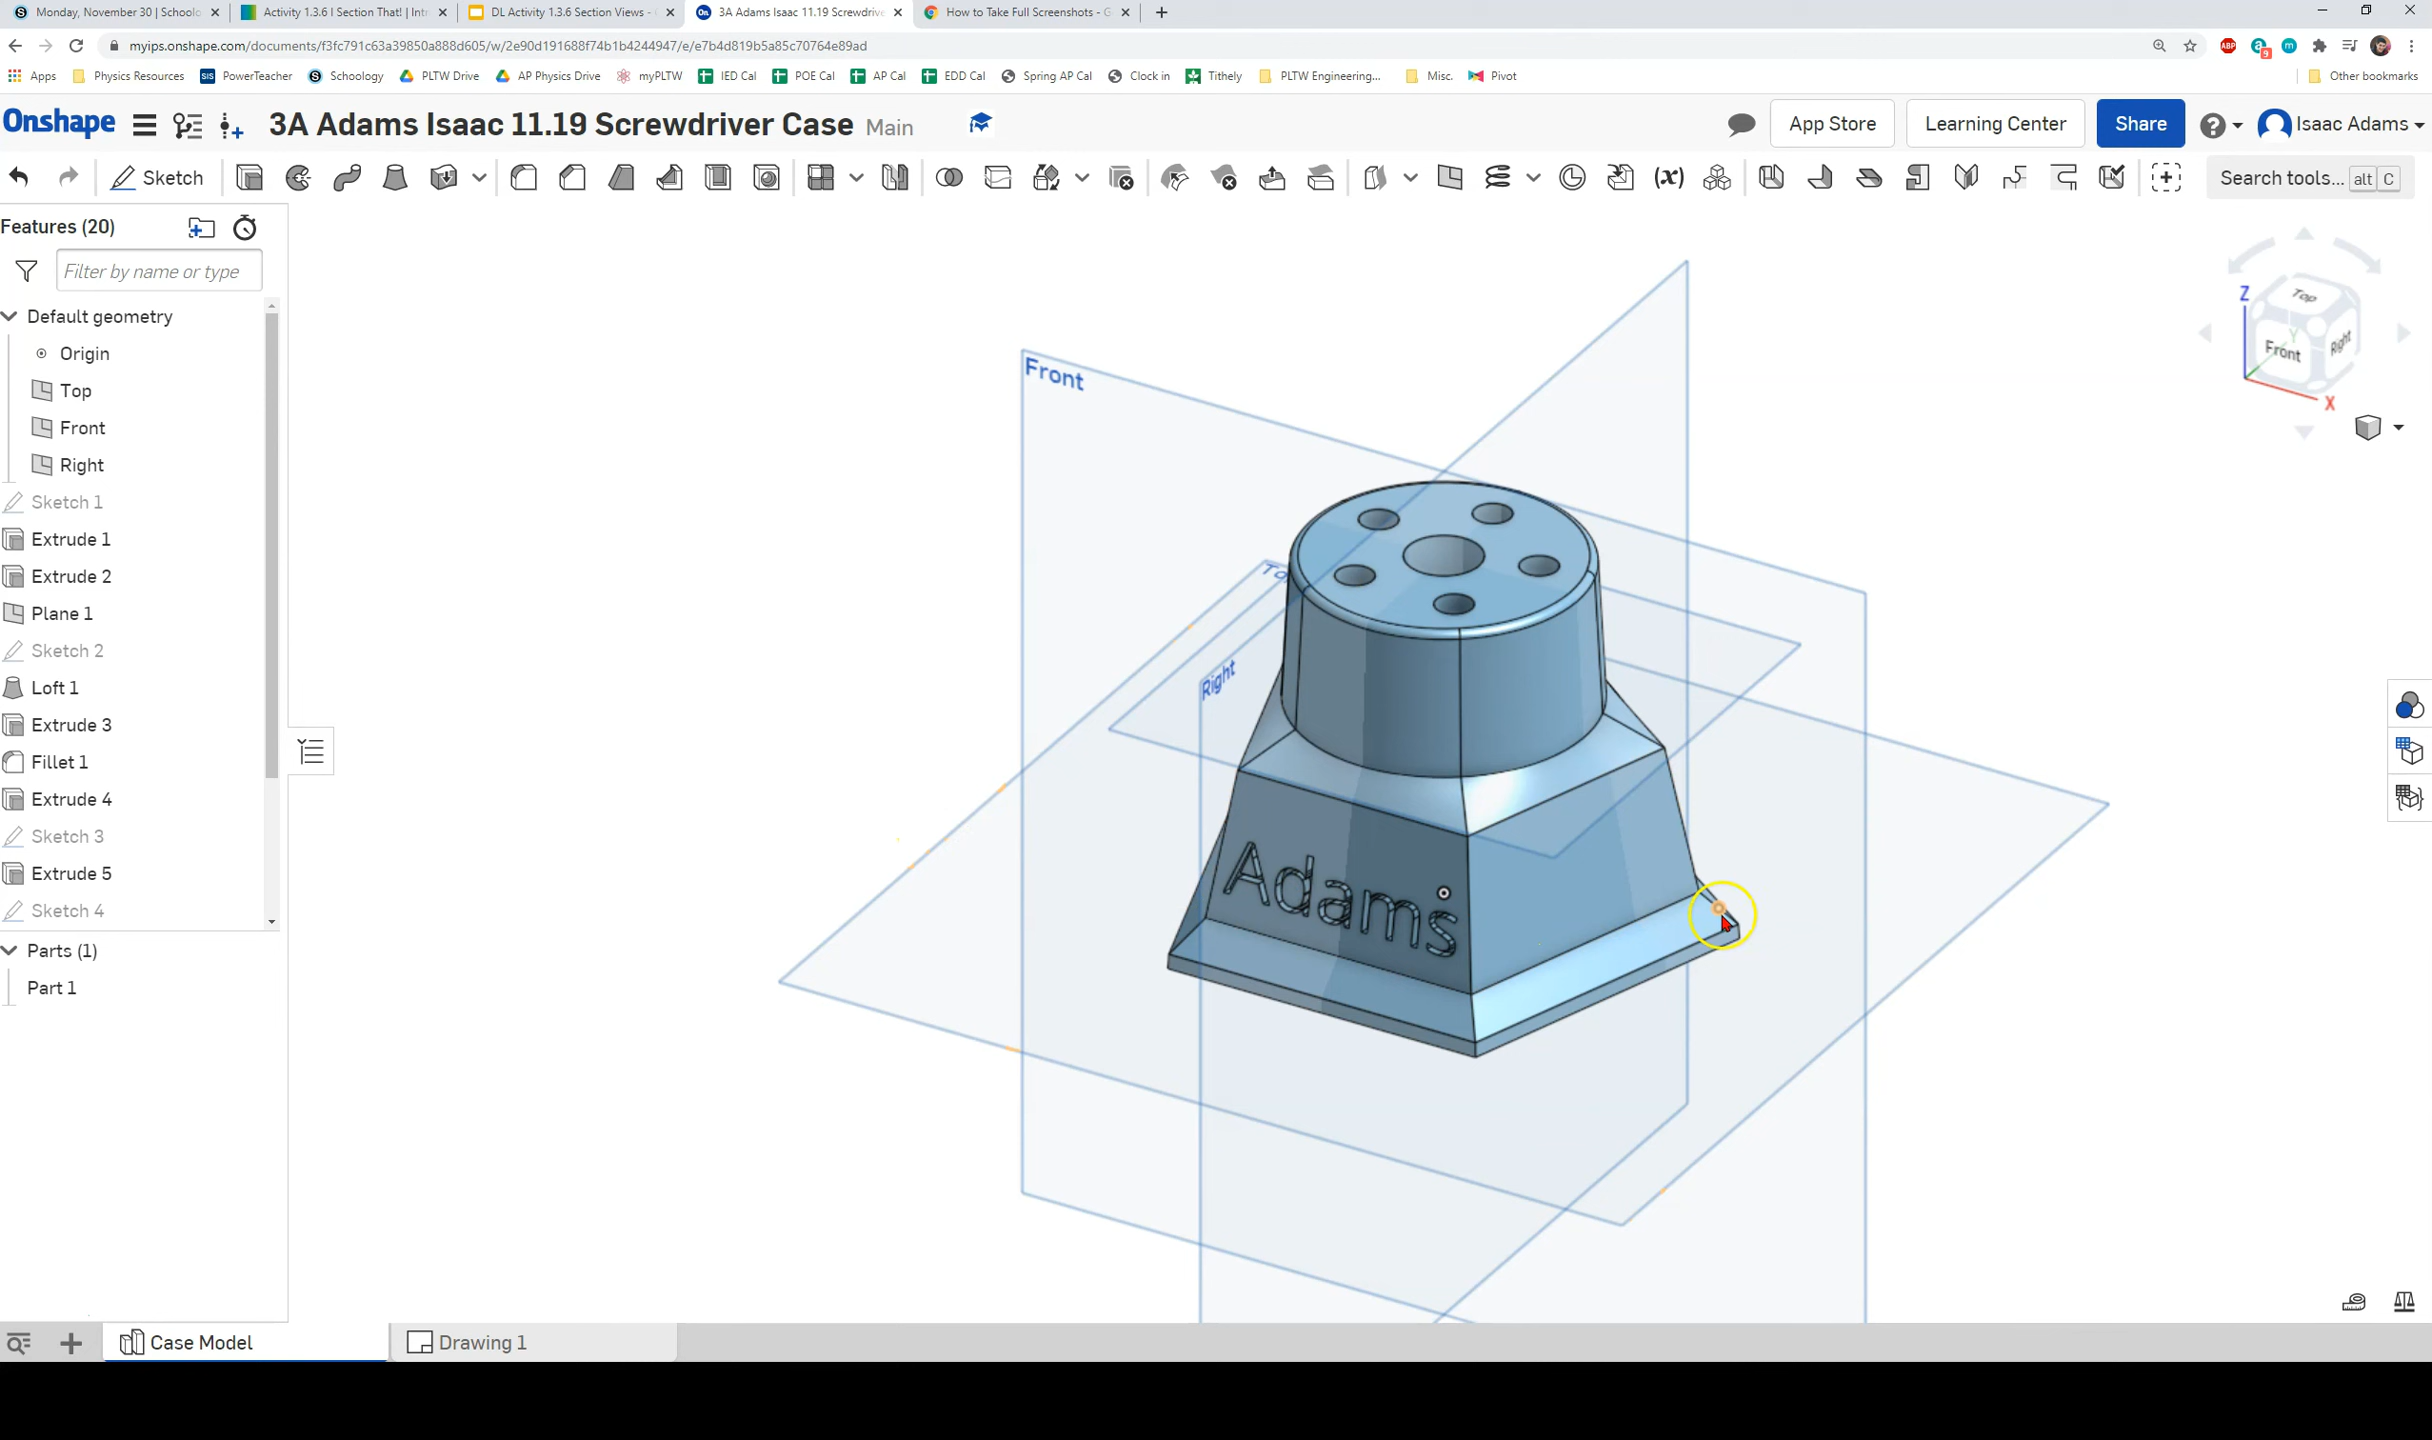 Monday, November 30 | Schoolo
Activity 1.3.6 I Section That! | Intr
DL Activity 1.3.6 Section Views -
3A Adams Isaac 11.19 Screwdrive
How to Take Full Screenshots - G
myips.onshape.com/documents/f3fc791c63a39850a888d605/w/2e90d191688f74b1b4244947/e/e7b4d819b5a85c70764e89ad
Apps Physics Resources PowerTeacher Schoology PLTW Drive AP Physics Drive myPLTW IED Cal POE Cal AP Cal EDD Cal Spring AP Cal Clock in Tithely PLTW Engineering... Misc. Pivot Other bookmarks
Onshape 3A Adams Isaac 11.19 Screwdriver Case Main App Store Learning Center Share Isaac Adams
Sketch Search tools... alt C
Features (20)
Filter by name or type
Default geometry
Origin
Top
Front
Right
Sketch 1
Extrude 1
Extrude 2
Plane 1
Sketch 2
Loft 1
Extrude 3
Fillet 1
Extrude 4
Sketch 3
Extrude 5
Sketch 4
Parts (1)
Part 1
Front
Right
Adams
Z
Top
Front
Right
Y
X
Case Model Drawing 1